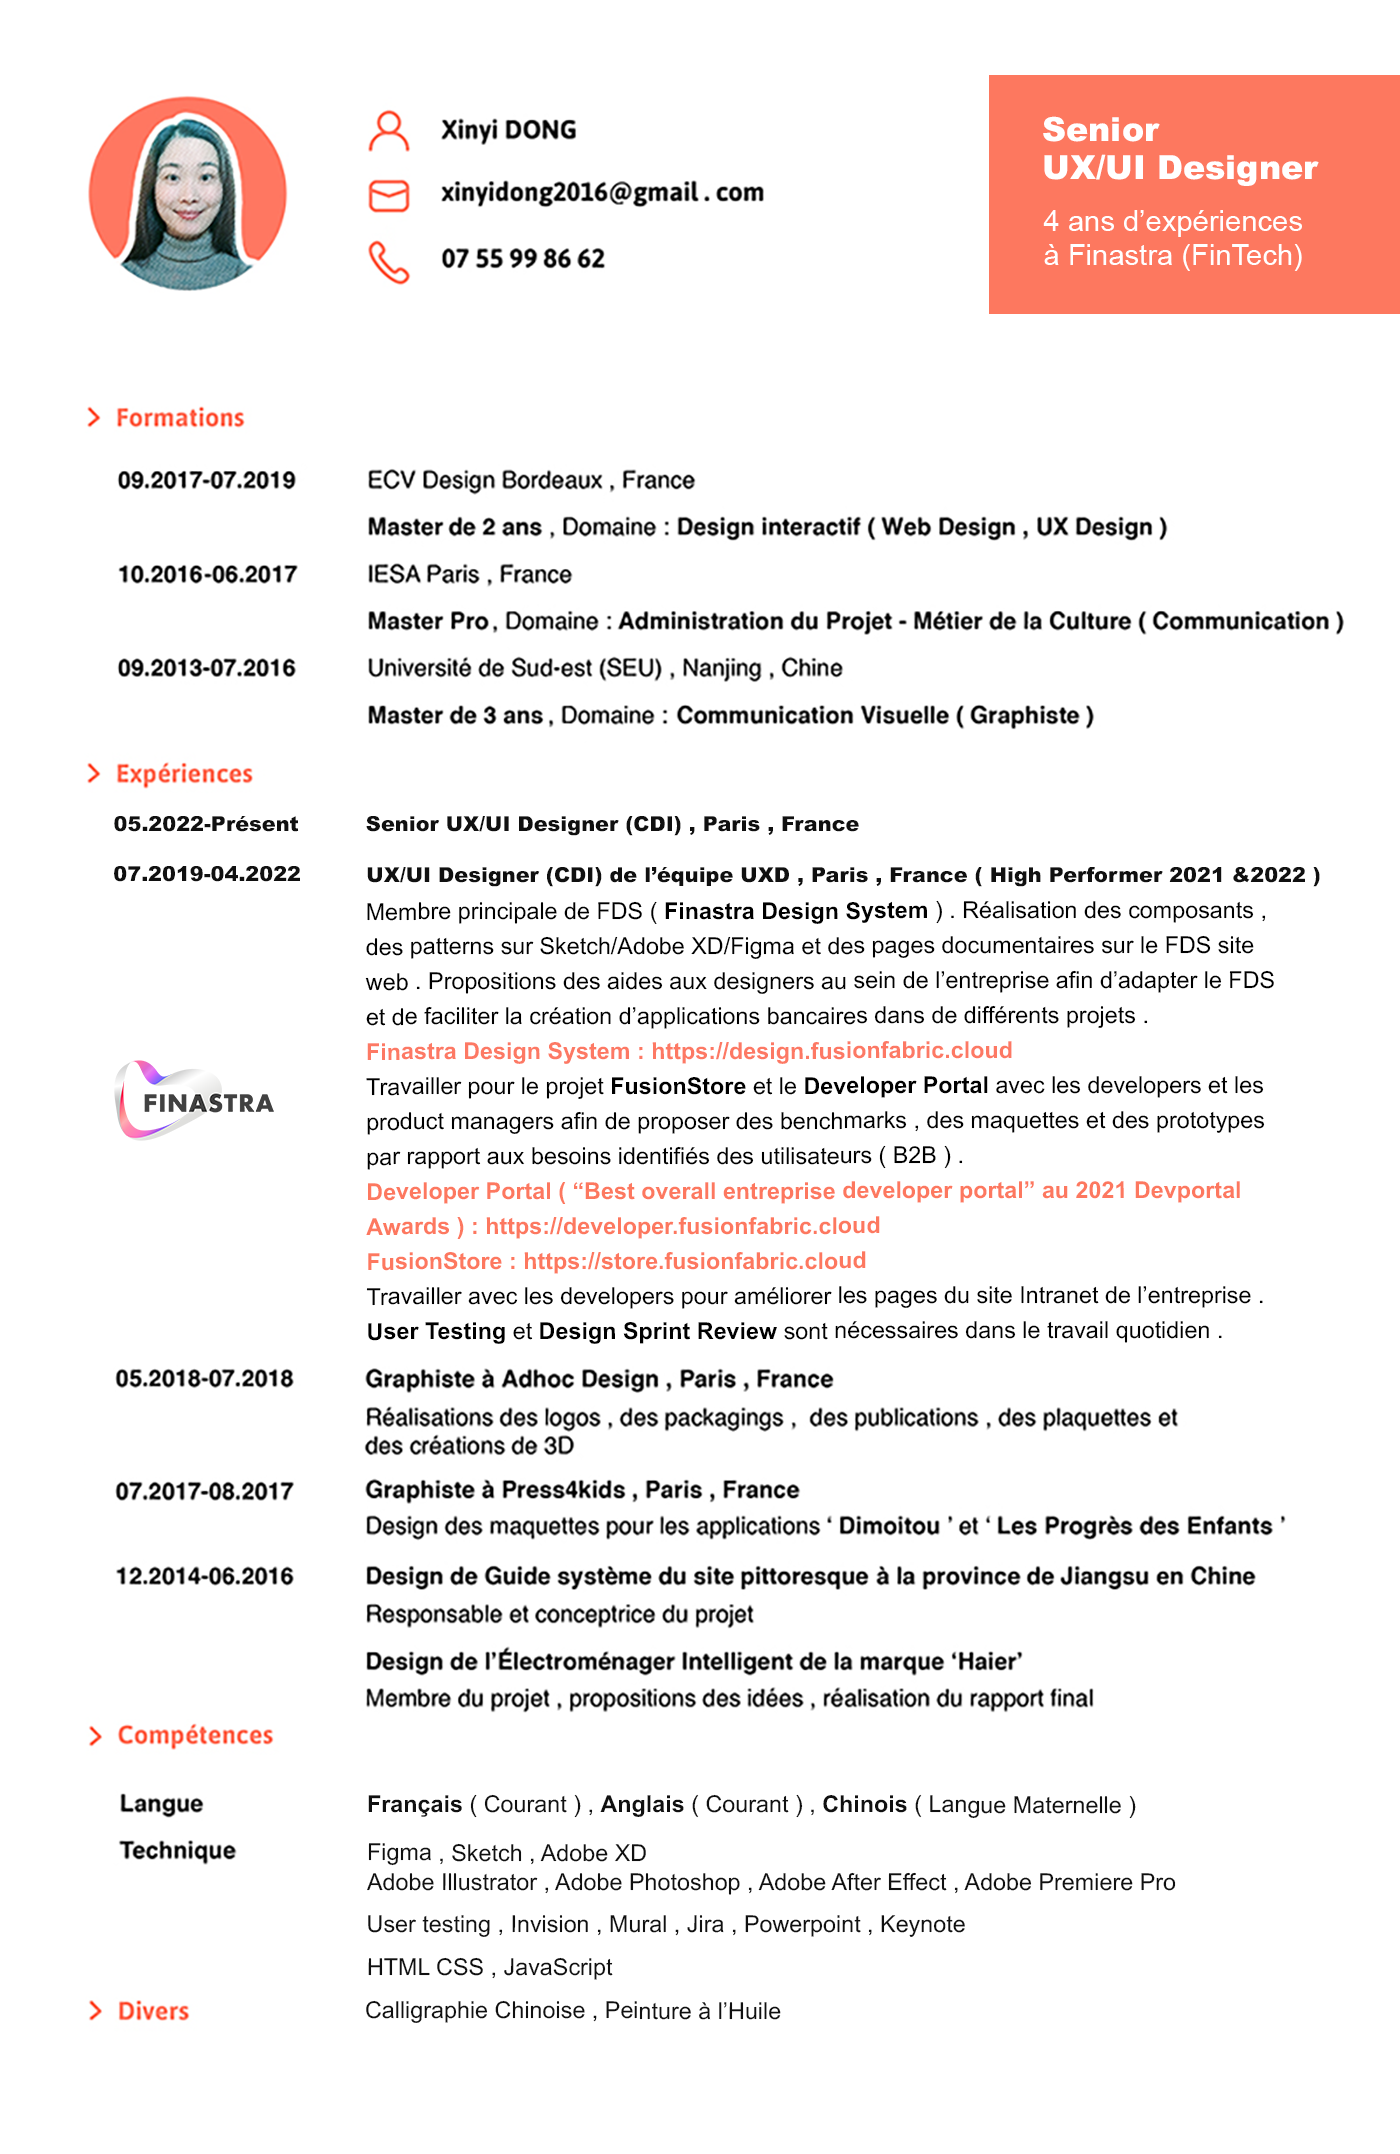 Xinyi DONG
xinyidong2016@gmail . com
07 55 99 86 62
Senior
UX/UI Designer
4 ans d’expériences
à Finastra (FinTech)
Formations
09.2017-07.2019 ECV Design Bordeaux , France
Master de 2 ans , Domaine : Design interactif ( Web Design , UX Design )
10.2016-06.2017 IESA Paris , France
Master Pro , Domaine : Administration du Projet - Métier de la Culture ( Communication )
09.2013-07.2016 Université de Sud-est (SEU) , Nanjing , Chine
Master de 3 ans , Domaine : Communication Visuelle ( Graphiste )
Expériences
05.2022-Présent Senior UX/UI Designer (CDI) , Paris , France
07.2019-04.2022 UX/UI Designer (CDI) de l’équipe UXD , Paris , France ( High Performer 2021 &2022 )
Membre principale de FDS ( Finastra Design System ) . Réalisation des composants ,
des patterns sur Sketch/Adobe XD/Figma et des pages documentaires sur le FDS site
web . Propositions des aides aux designers au sein de l’entreprise afin d’adapter le FDS
et de faciliter la création d’applications bancaires dans de différents projets .
Finastra Design System : https://design.fusionfabric.cloud
FINASTRA
Travailler pour le projet FusionStore et le Developer Portal avec les developers et les
product managers afin de proposer des benchmarks , des maquettes et des prototypes
par rapport aux besoins identifiés des utilisateurs ( B2B ) .
Developer Portal ( “Best overall entreprise developer portal” au 2021 Devportal
Awards ) : https://developer.fusionfabric.cloud
FusionStore : https://store.fusionfabric.cloud
Travailler avec les developers pour améliorer les pages du site Intranet de l’entreprise .
User Testing et Design Sprint Review sont nécessaires dans le travail quotidien .
05.2018-07.2018 Graphiste à Adhoc Design , Paris , France
Réalisations des logos , des packagings , des publications , des plaquettes et
des créations de 3D
07.2017-08.2017 Graphiste à Press4kids , Paris , France
Design des maquettes pour les applications ‘ Dimoitou ’ et ‘ Les Progrès des Enfants ’
12.2014-06.2016 Design de Guide système du site pittoresque à la province de Jiangsu en Chine
Responsable et conceptrice du projet
Design de l’Électroménager Intelligent de la marque ‘Haier’
Membre du projet , propositions des idées , réalisation du rapport final
Compétences
Langue Français ( Courant ) , Anglais ( Courant ) , Chinois ( Langue Maternelle )
Technique Figma , Sketch , Adobe XD
Adobe Illustrator , Adobe Photoshop , Adobe After Effect , Adobe Premiere Pro
User testing , Invision , Mural , Jira , Powerpoint , Keynote
HTML CSS , JavaScript
Divers Calligraphie Chinoise , Peinture à l’Huile